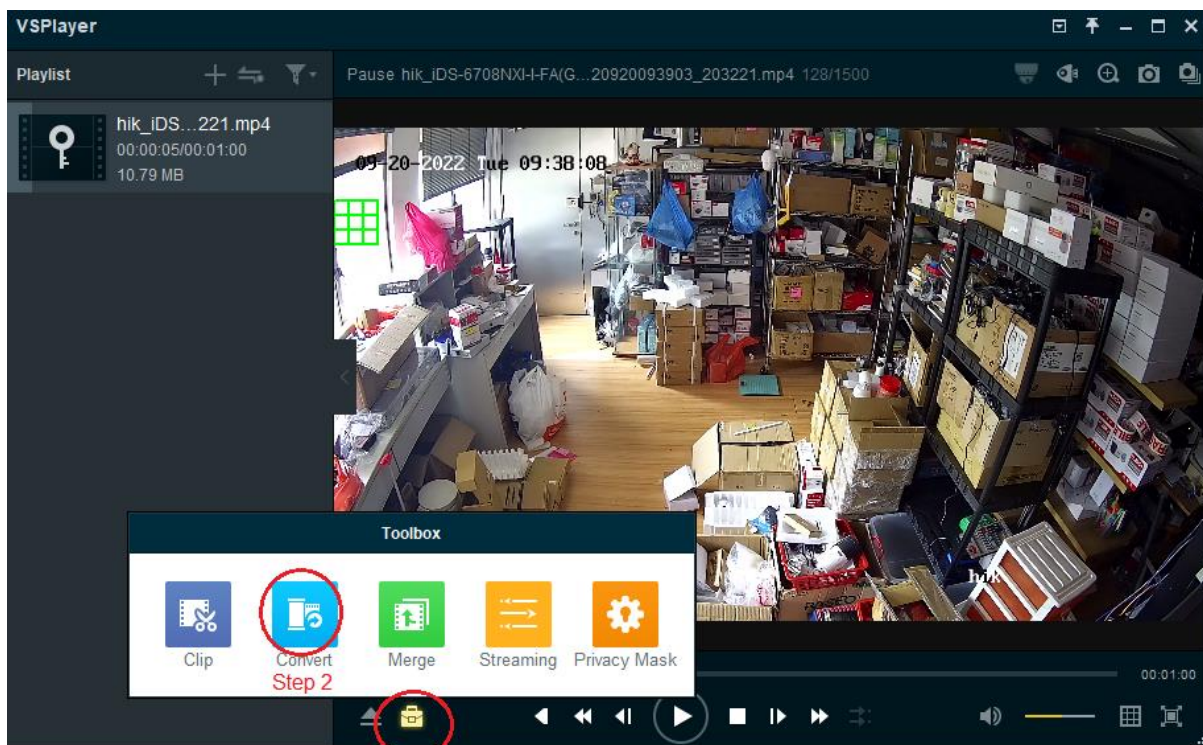 VSPlayer
Playlist
Pause hik_iDS-6708NXI-I-FA(G...20920093903_203221.mp4 128/1500
hik_iDS...221.mp4
00:00:05/00:01:00
10.79 MB
09-20-2022 Tue 09:38:08
hik
Toolbox
Clip
Convert
Merge
Streaming
Privacy Mask
Step 2
00:01:00